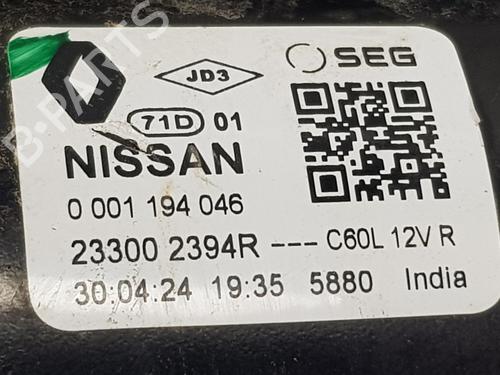 JD3
SEG
71D 01
NISSAN
0 001 194 046
23300 2394R --- C60L 12V R
30.04.24 19:35 5880 India
B-PARTS